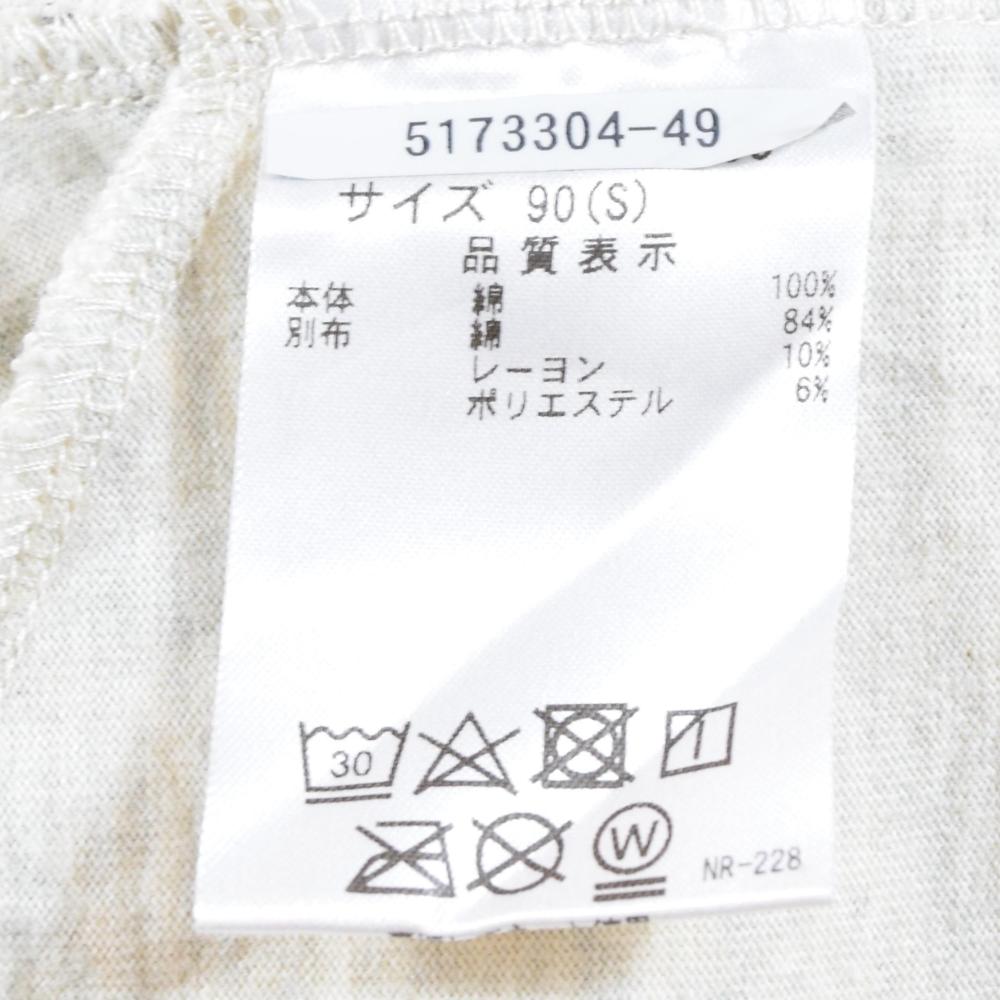 5173304-49
サイズ 90(S)
品質表示
本体 綿 100%
別布 綿 84%
レーヨン 10%
ポリエステル 6%
30
W
NR-228